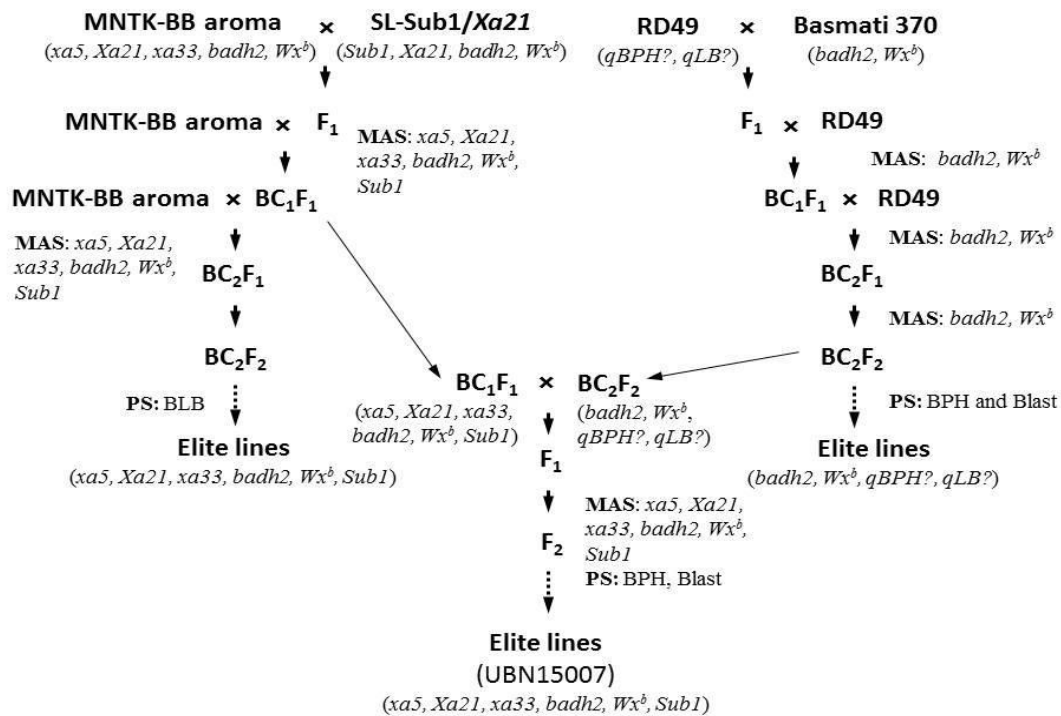 MNTK-BB aroma × SL-Sub1/Xa21
(xa5, Xa21, xa33, badh2, Wxᵇ) (Sub1, Xa21, badh2, Wxᵇ)
RD49 × Basmati 370
(qBPH?, qLB?) (badh2, Wxᵇ)
MNTK-BB aroma × F₁
MAS: xa5, Xa21,
xa33, badh2, Wxᵇ,
Sub1
F₁ × RD49
MAS: badh2, Wxᵇ
MNTK-BB aroma × BC₁F₁
BC₁F₁ × RD49
MAS: xa5, Xa21,
xa33, badh2, Wxᵇ,
Sub1
MAS: badh2, Wxᵇ
BC₂F₁
BC₂F₁
MAS: badh2, Wxᵇ
BC₂F₂
BC₂F₂
PS: BLB
PS: BPH and Blast
Elite lines
(xa5, Xa21, xa33, badh2, Wxᵇ, Sub1)
Elite lines
(badh2, Wxᵇ, qBPH?, qLB?)
BC₁F₁ × BC₂F₂
(xa5, Xa21, xa33,
badh2, Wxᵇ, Sub1)
(badh2, Wxᵇ,
qBPH?, qLB?)
F₁
MAS: xa5, Xa21,
xa33, badh2, Wxᵇ,
Sub1
F₂
PS: BPH, Blast
Elite lines
(UBN15007)
(xa5, Xa21, xa33, badh2, Wxᵇ, Sub1)